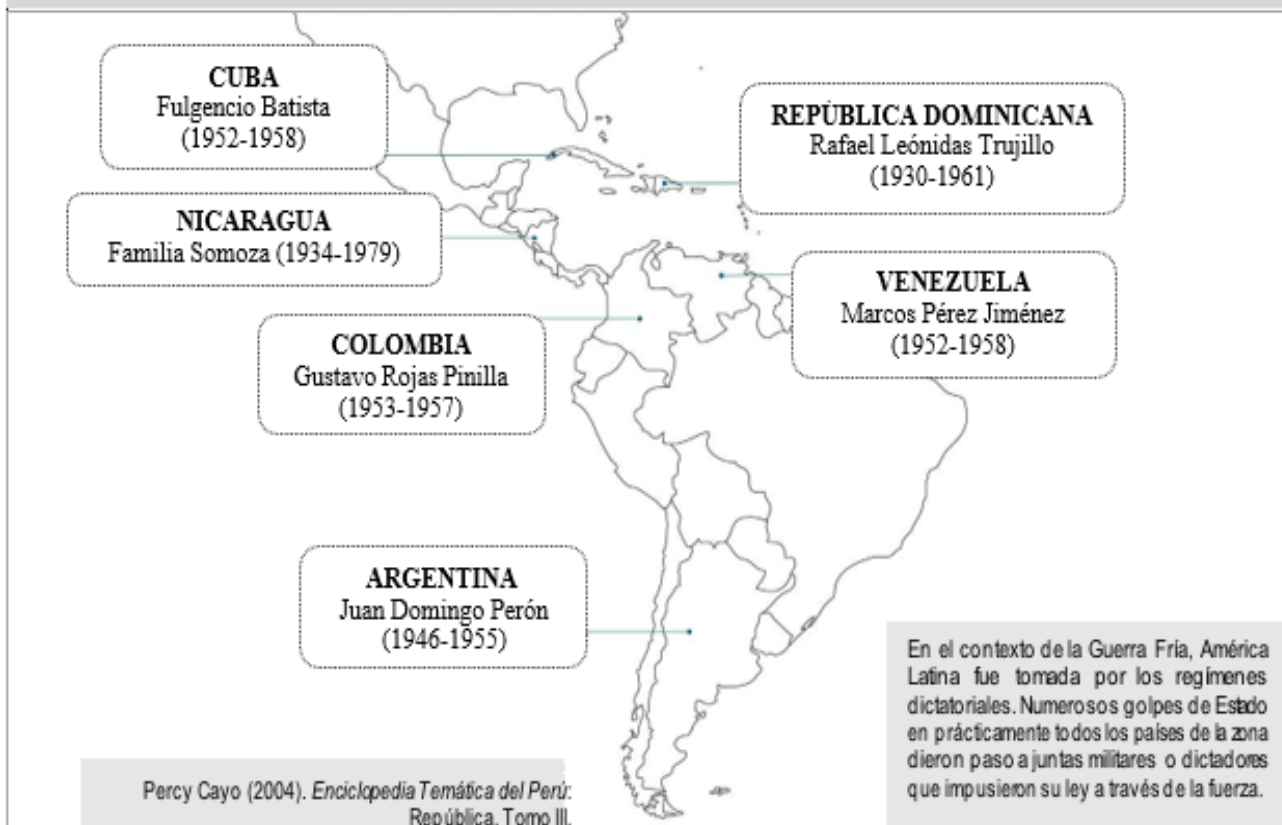 CUBA
Fulgencio Batista
(1952-1958)
REPÚBLICA DOMINICANA
Rafael Leónidas Trujillo
(1930-1961)
NICARAGUA
Familia Somoza (1934-1979)
VENEZUELA
Marcos Pérez Jiménez
(1952-1958)
COLOMBIA
Gustavo Rojas Pinilla
(1953-1957)
ARGENTINA
Juan Domingo Perón
(1946-1955)
En el contexto de la Guerra Fría, América
Latina fue tomada por los regímenes
dictatoriales. Numerosos golpes de Estado
en prácticamente todos los países de la zona
dieron paso a juntas militares o dictadores
que impusieron su ley a través de la fuerza.
Percy Cayo (2004). Enciclopedia Temática del Perú:
República. Tomo III.